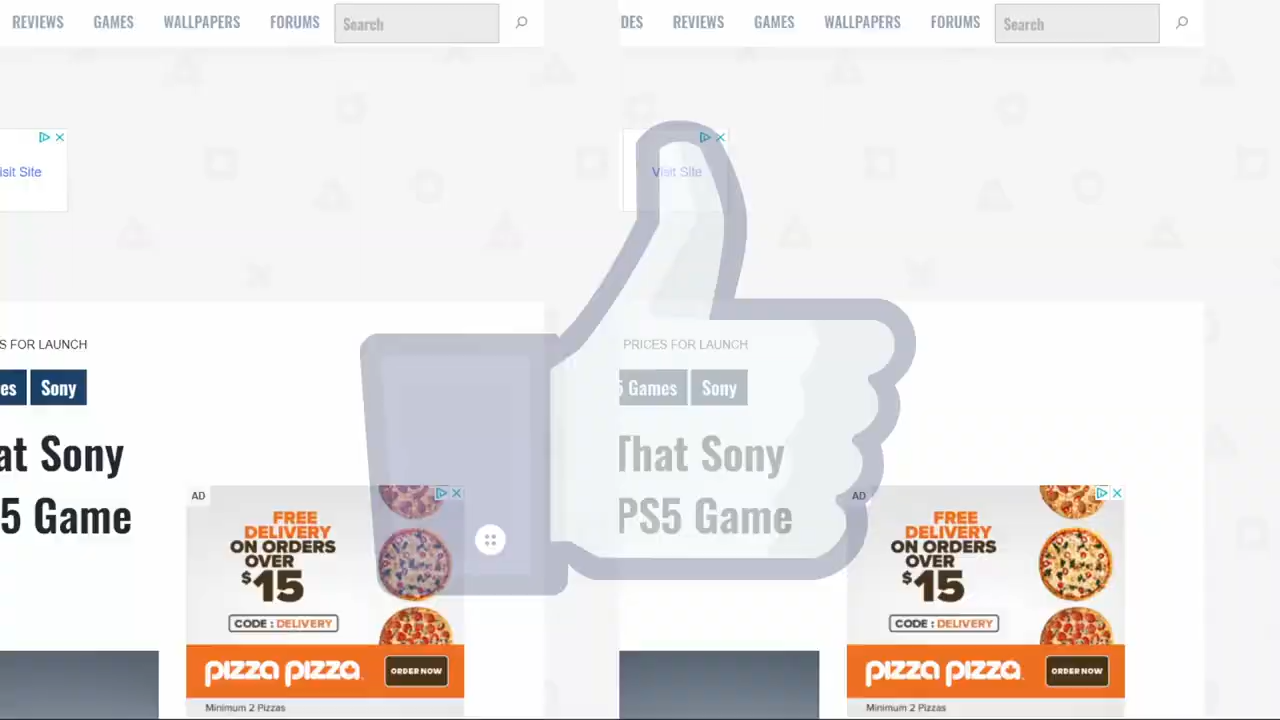 REVIEWS GAMES WALLPAPERS FORUMS Search
DES REVIEWS GAMES WALLPAPERS FORUMS Search
isit Site
Visit Site
S FOR LAUNCH
PRICES FOR LAUNCH
es Sony
5 Games Sony
at Sony
That Sony
5 Game
PS5 Game
AD
FREE
DELIVERY
ON ORDERS
OVER
$15
CODE : DELIVERY
pizza pizza
ORDER NOW
Minimum 2 Pizzas
AD
FREE
DELIVERY
ON ORDERS
OVER
$15
CODE : DELIVERY
pizza pizza
ORDER NOW
Minimum 2 Pizzas